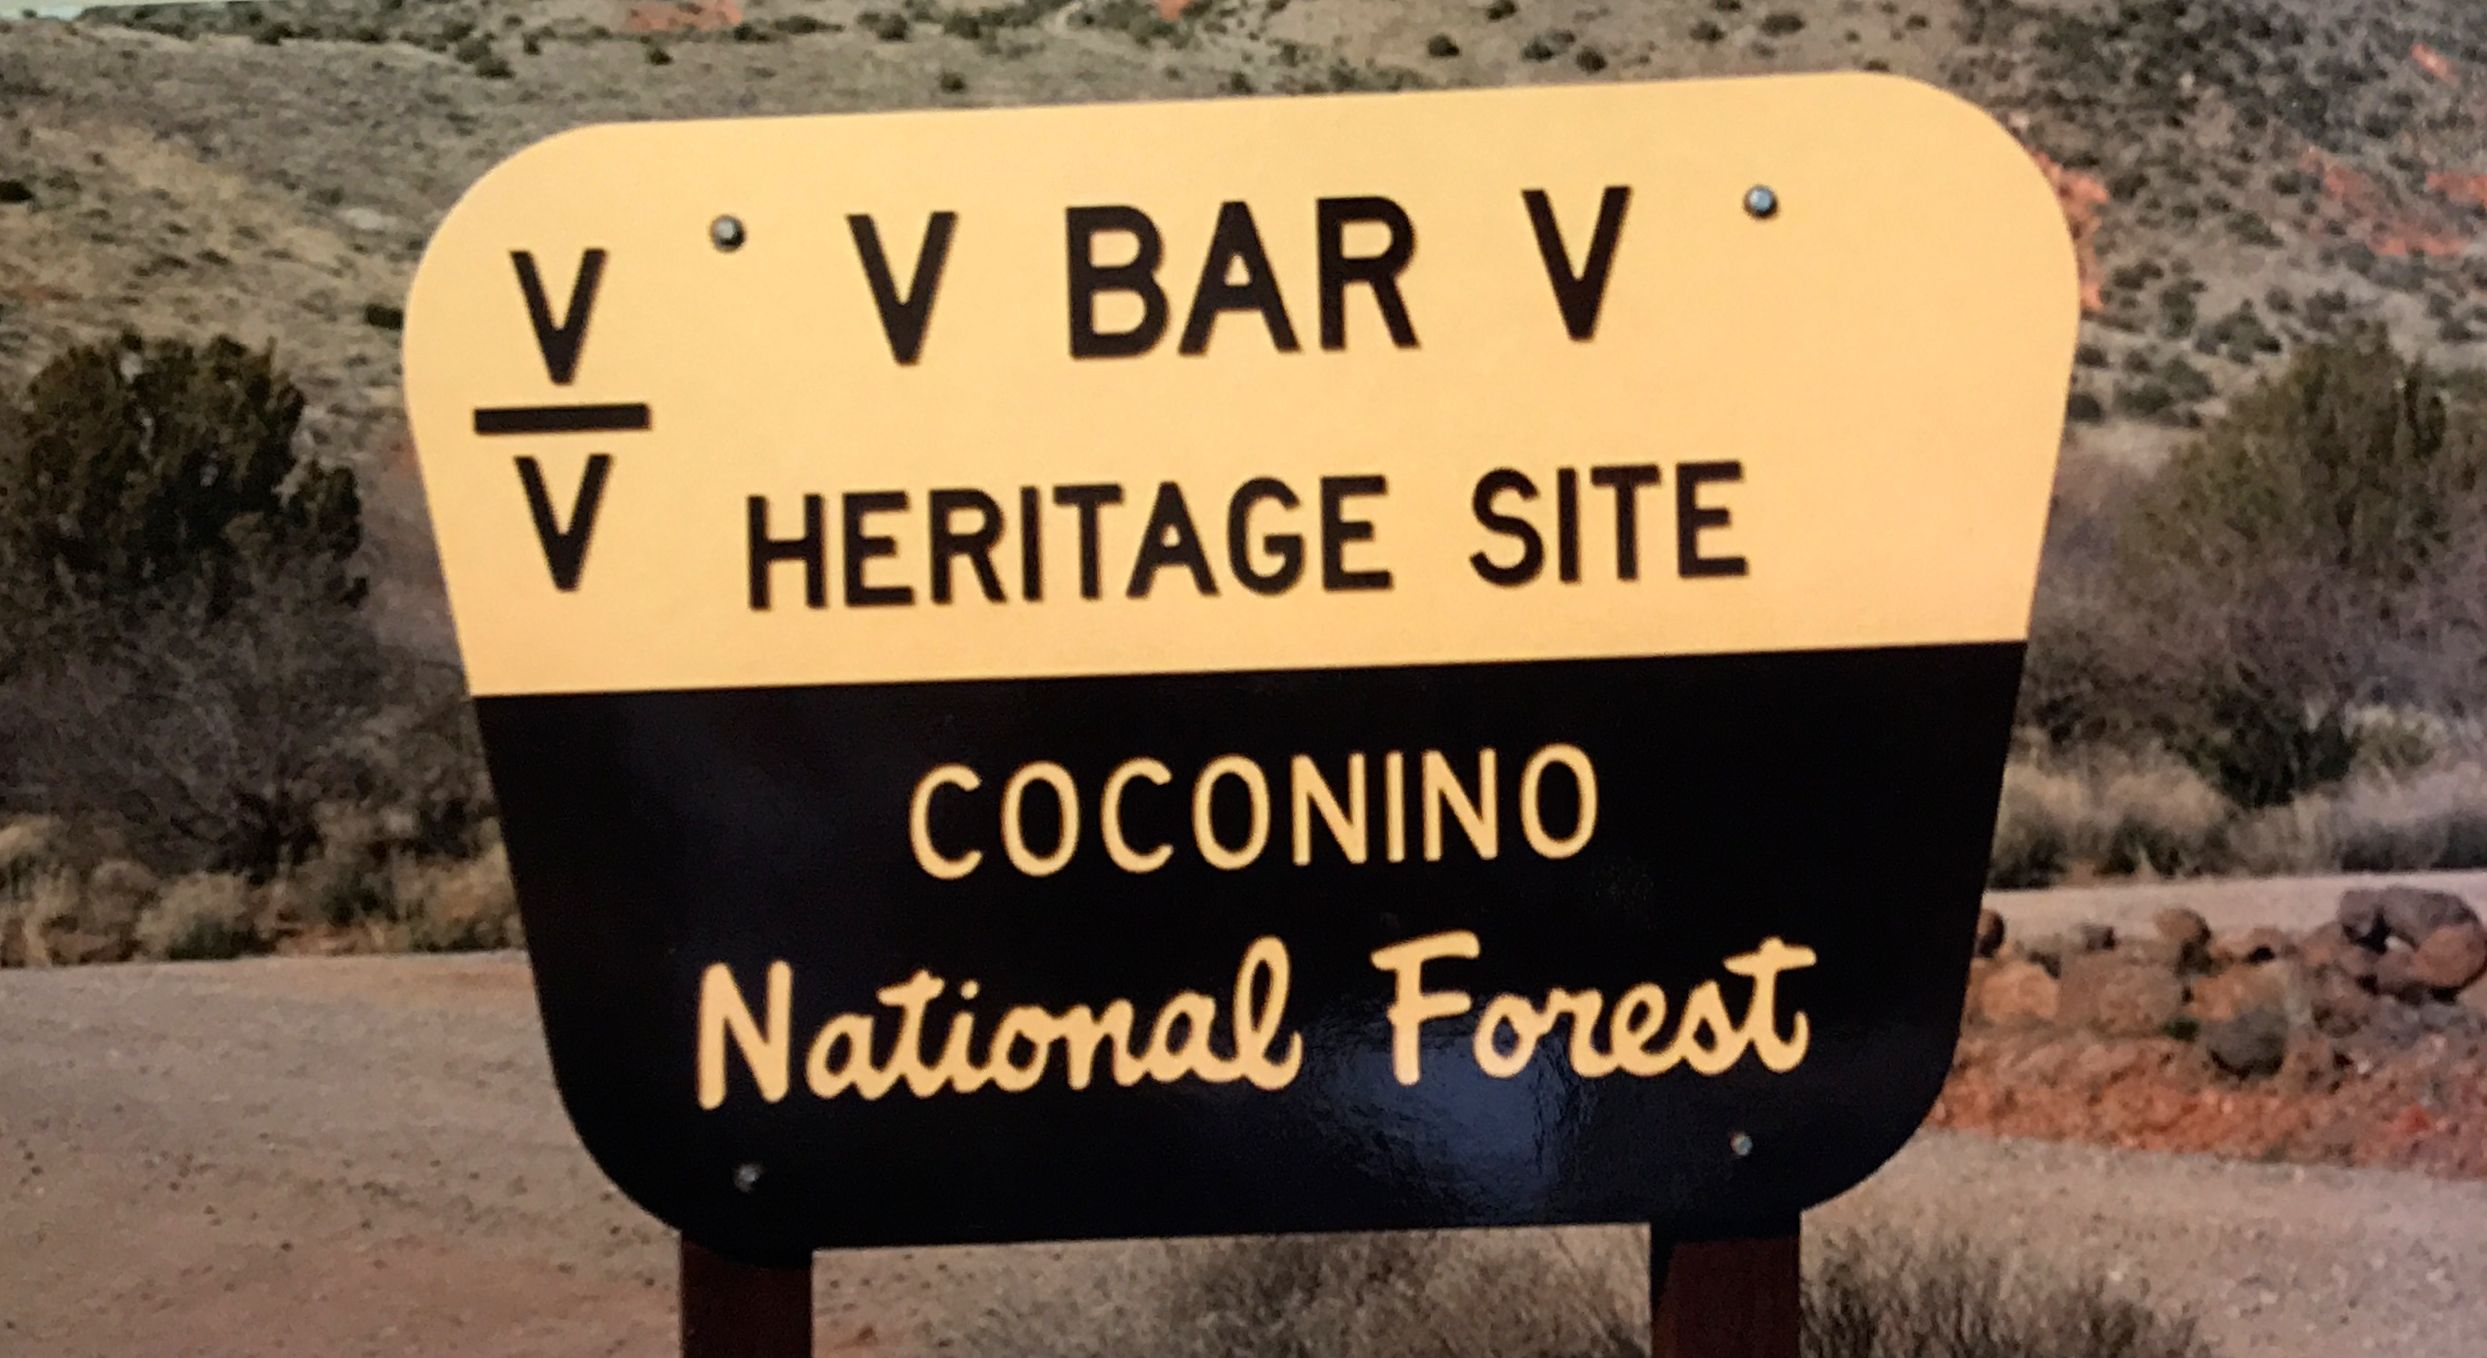 V
V
V BAR V
HERITAGE SITE
COCONINO
National Forest